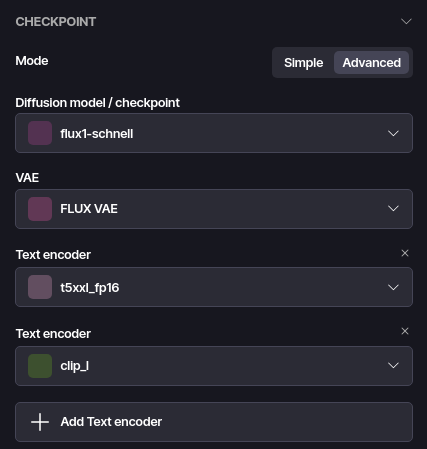 CHECKPOINT
Mode
Simple Advanced
Diffusion model / checkpoint
flux1-schnell
VAE
FLUX VAE
Text encoder
t5xxl_fp16
Text encoder
clip_l
Add Text encoder